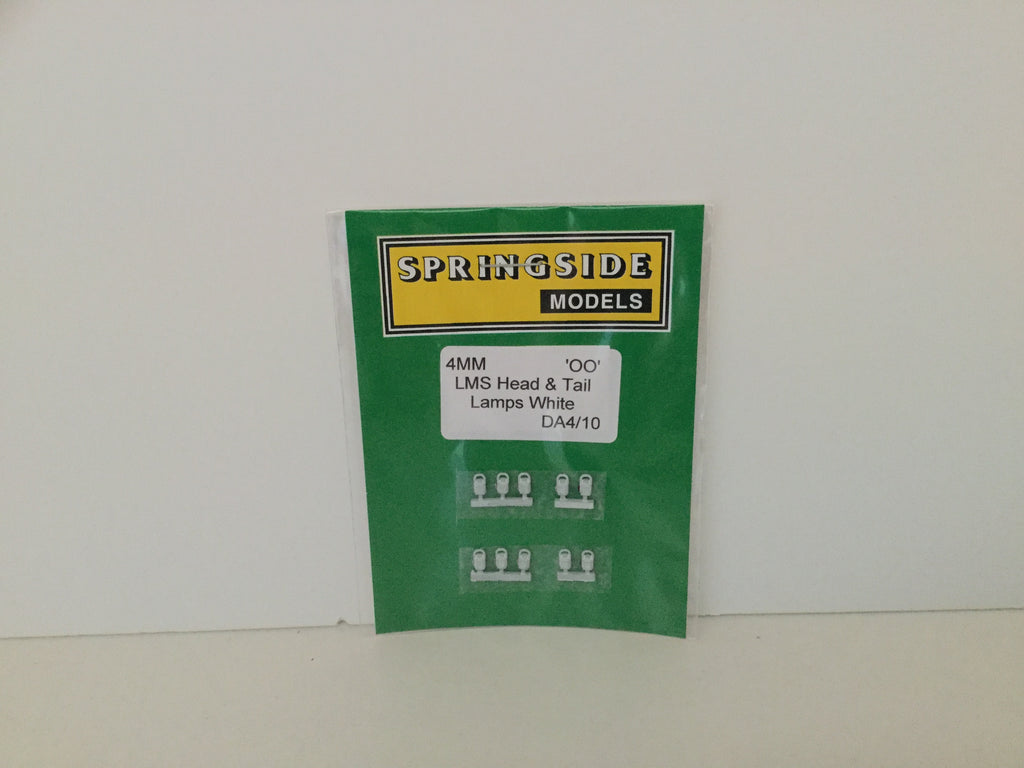 SPRINGSIDE
MODELS
4MM 'OO'
LMS Head & Tail
Lamps White
DA4/10